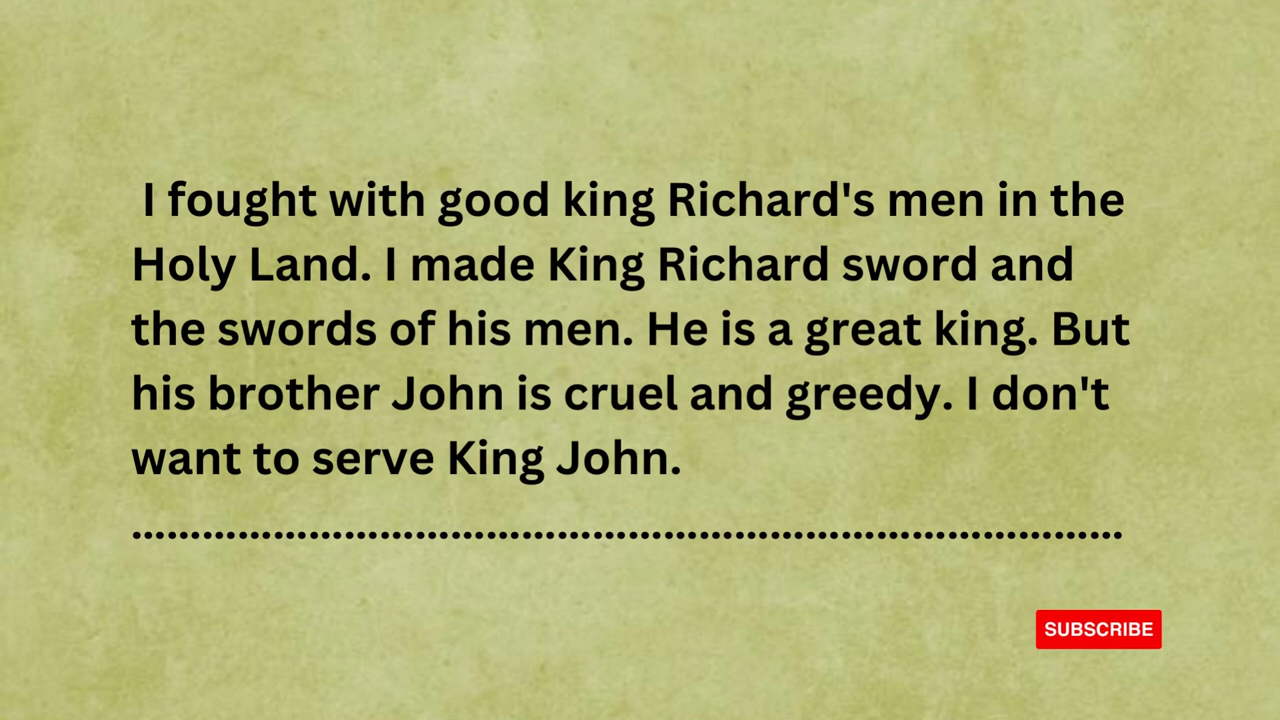 I fought with good king Richard's men in the
Holy Land. I made King Richard sword and
the swords of his men. He is a great king. But
his brother John is cruel and greedy. I don't
want to serve King John.
....................................................................................
SUBSCRIBE